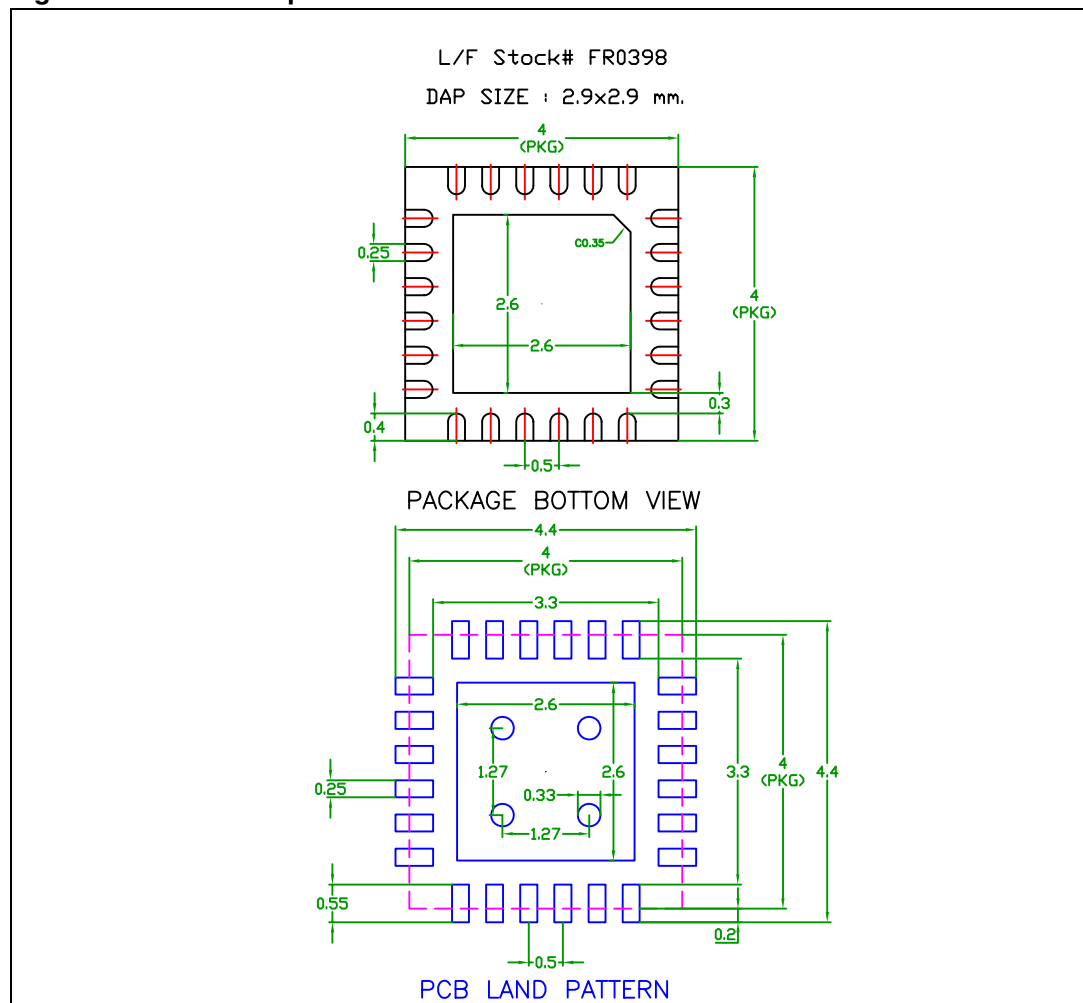 L/F Stock# FR0398
DAP SIZE : 2.9x2.9 mm.
4
(PKG)
C0.35
0.25
2.6
4
(PKG)
2.6
0.3
0.4
0.5
PACKAGE BOTTOM VIEW
4.4
4
(PKG)
3.3
2.6
1.27
2.6
3.3
4
(PKG)
4.4
0.25
0.33
1.27
0.55
0.2
0.5
PCB LAND PATTERN